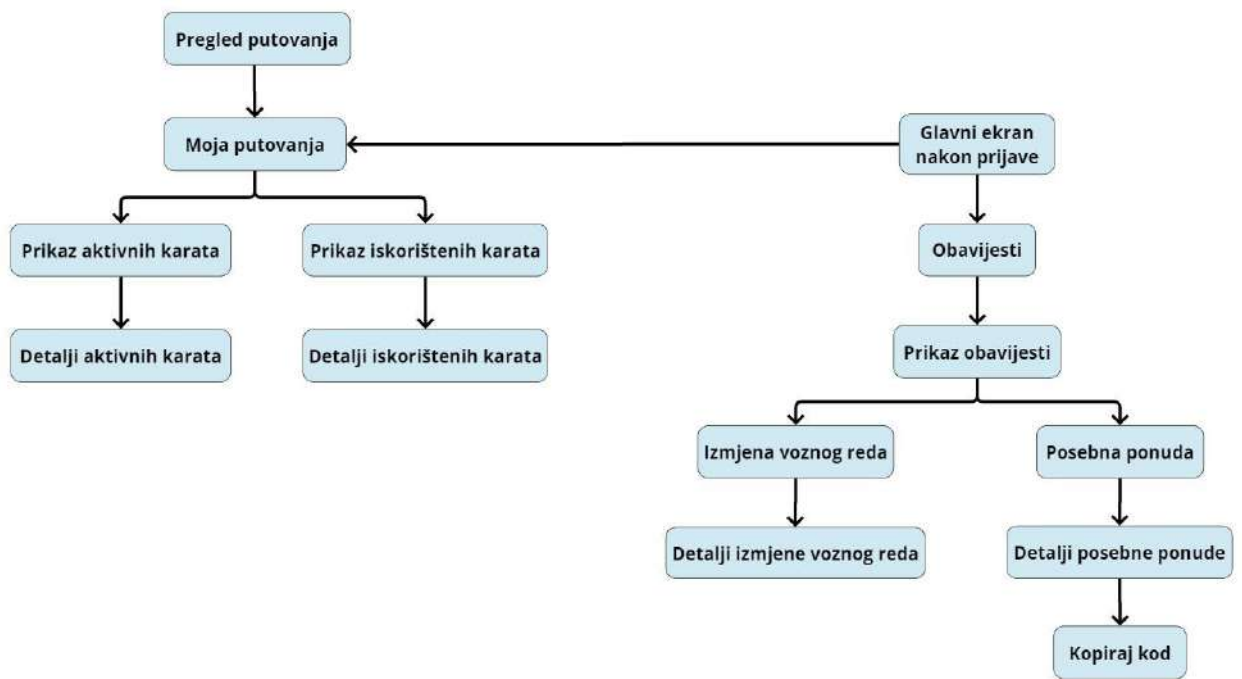 Pregled putovanja
Moja putovanja
Glavni ekran
nakon prijave
Prikaz aktivnih karata
Prikaz iskorištenih karata
Obavijesti
Detalji aktivnih karata
Detalji iskorištenih karata
Prikaz obavijesti
Izmjena voznog reda
Posebna ponuda
Detalji izmjene voznog reda
Detalji posebne ponude
Kopiraj kod